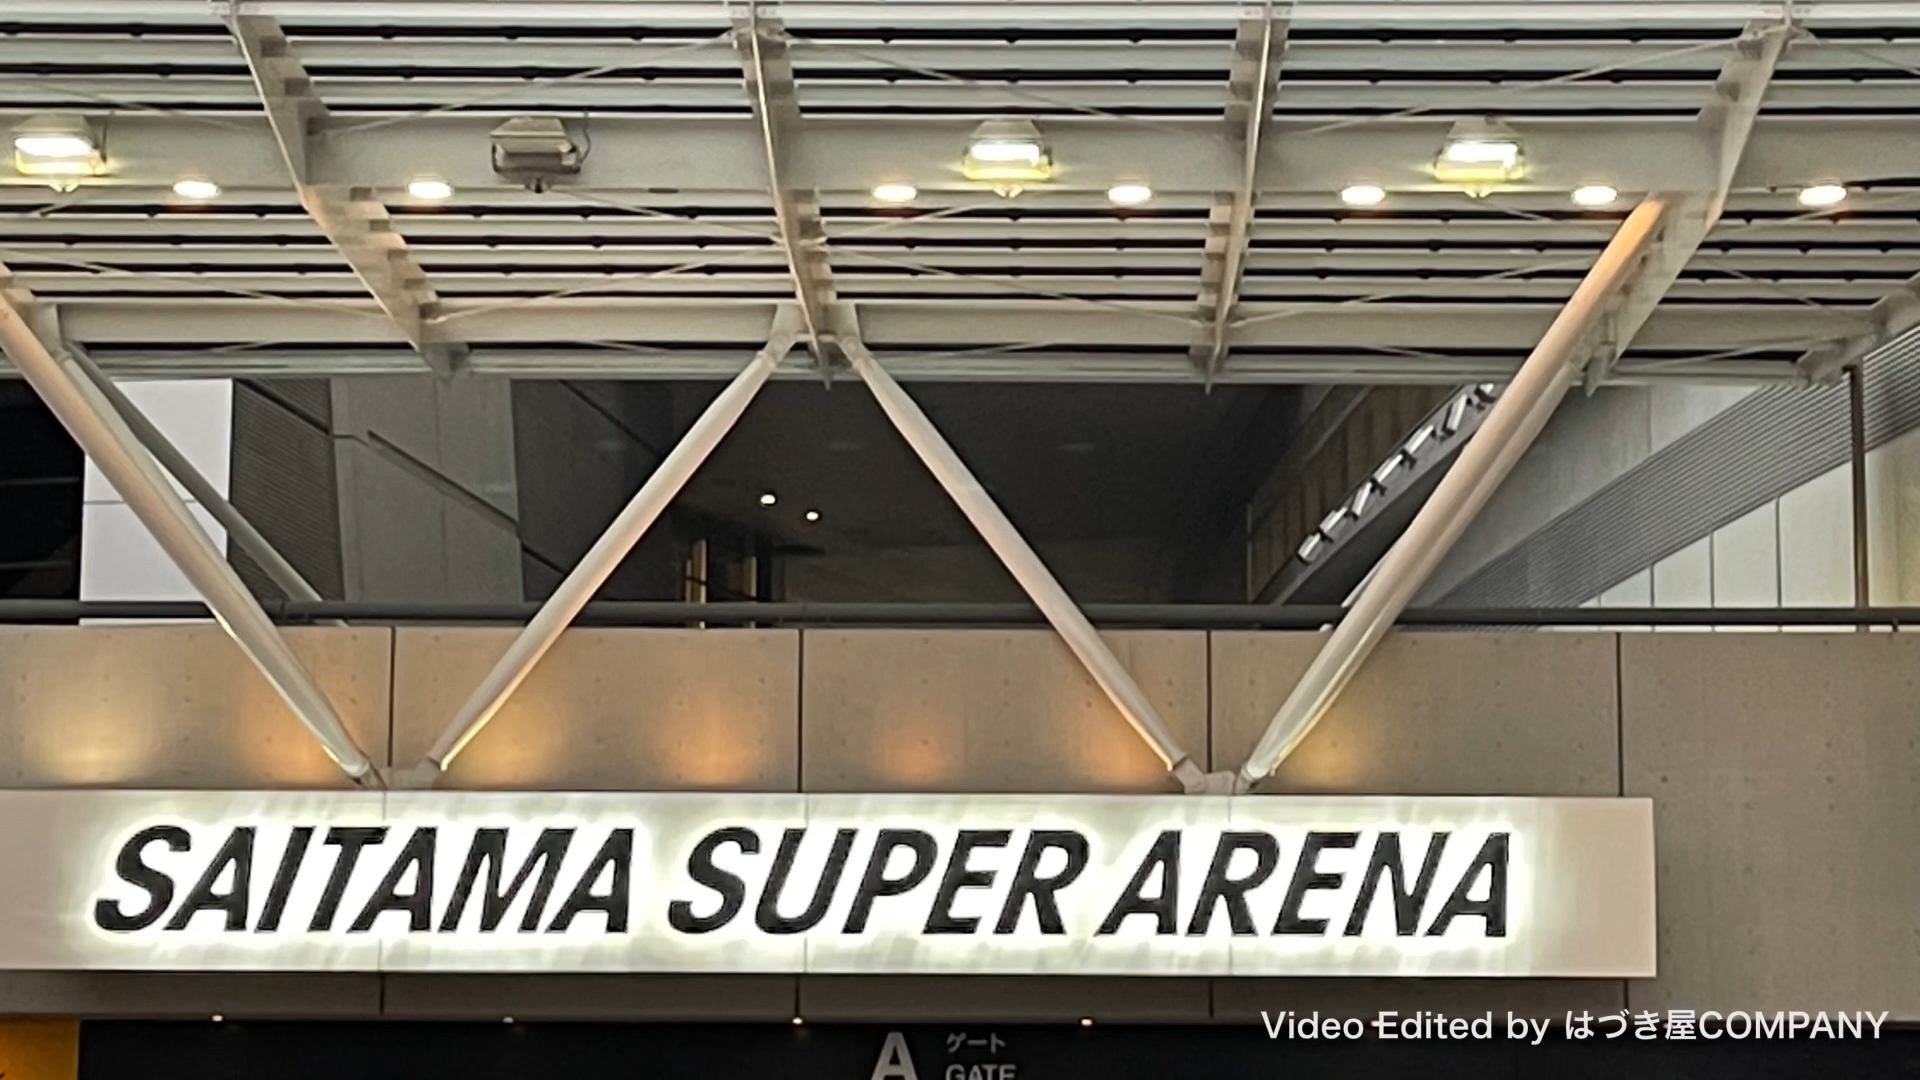 SAITAMA SUPER ARENA
Video Edited by はづき屋COMPANY
A ゲート
GATE